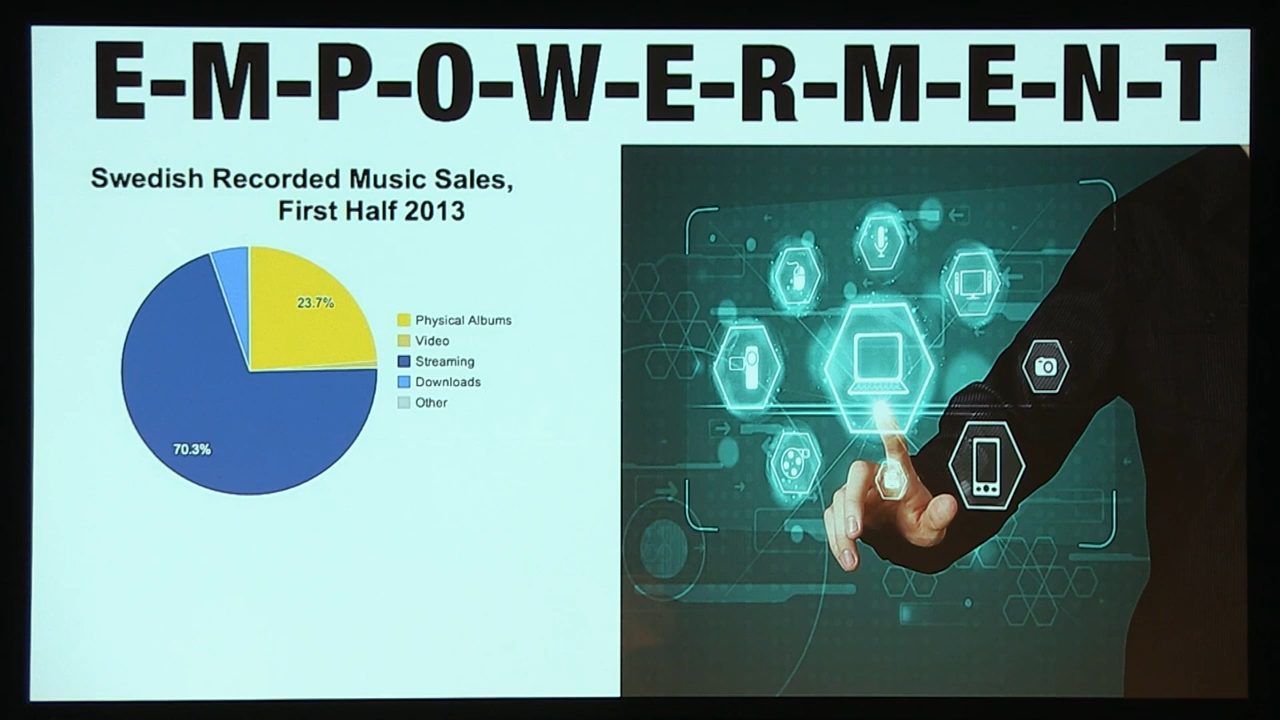 E-M-P-O-W-E-R-M-E-N-T
Swedish Recorded Music Sales,
First Half 2013
23.7%
70.3%
Physical Albums
Video
Streaming
Downloads
Other